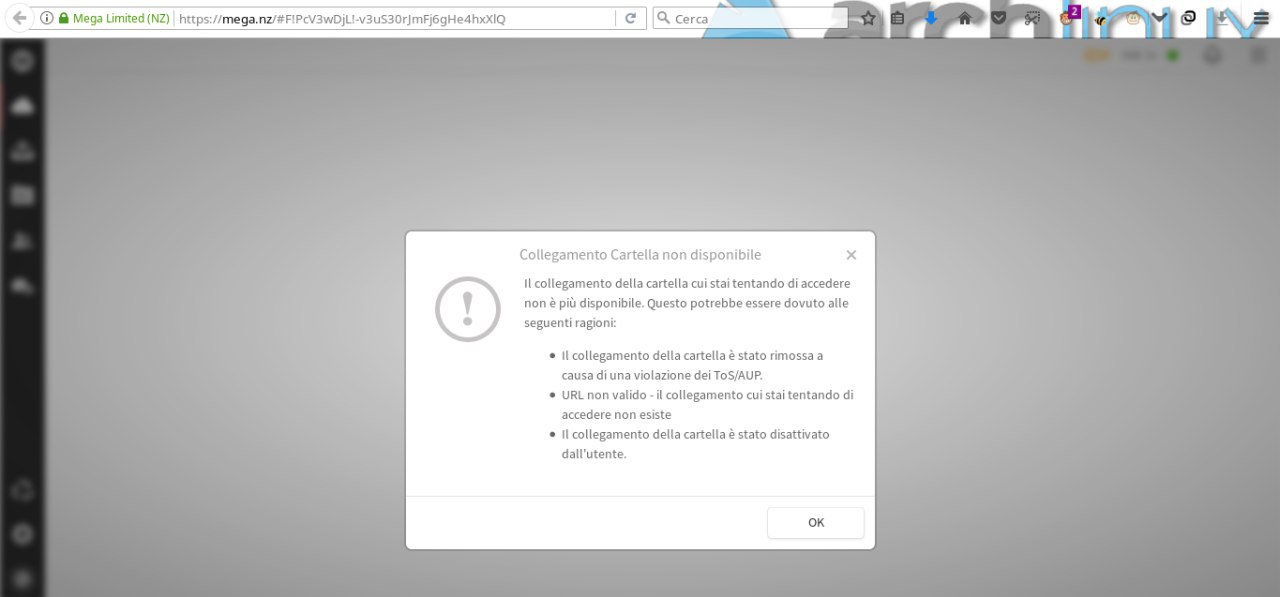 Mega Limited (NZ) https://mega.nz/#F!PcV3wDjL!-v3uS30rJmFj6gHe4hxXlQ Cerca 2
archlinux
Collegamento Cartella non disponibile
Il collegamento della cartella cui stai tentando di accedere
non è più disponibile. Questo potrebbe essere dovuto alle
seguenti ragioni:
Il collegamento della cartella è stato rimossa a
causa di una violazione dei ToS/AUP.
URL non valido - il collegamento cui stai tentando di
accedere non esiste
Il collegamento della cartella è stato disattivato
dall'utente.
OK